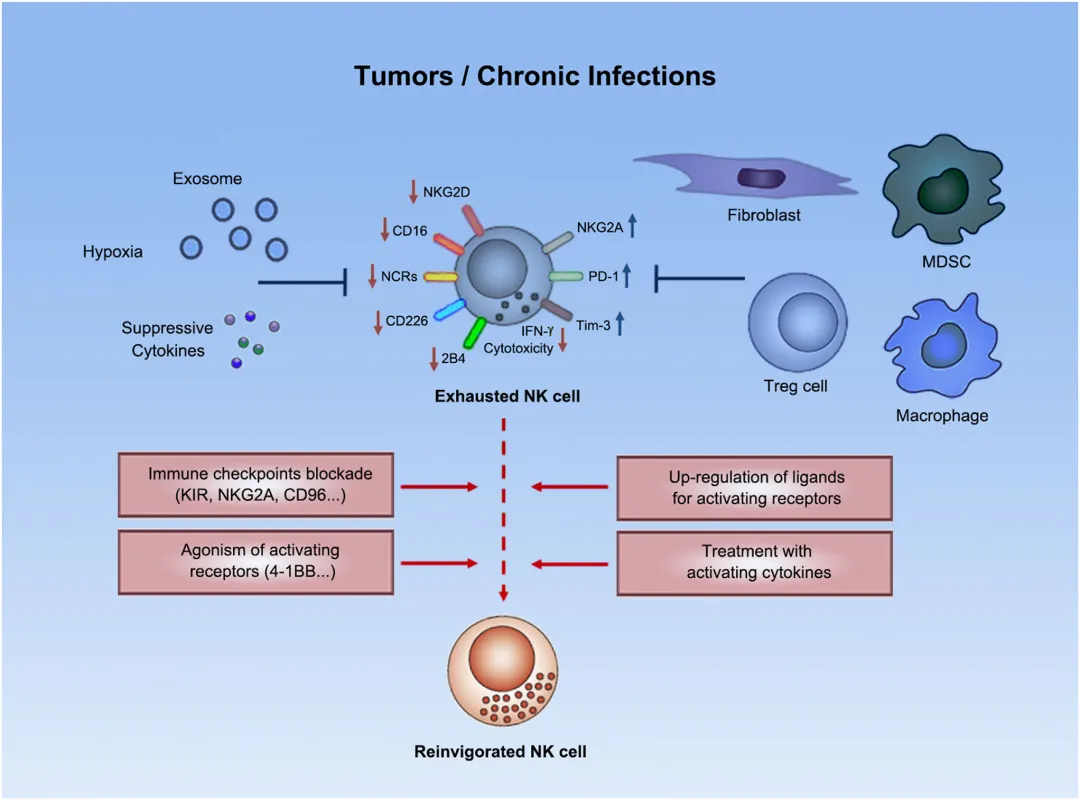 Tumors / Chronic Infections
Exosome
Hypoxia
Suppressive
Cytokines
NKG2D
CD16
NCRs
CD226
2B4
NKG2A
PD-1
Tim-3
IFN-γ
Cytotoxicity
Exhausted NK cell
Fibroblast
MDSC
Treg cell
Macrophage
Immune checkpoints blockade
(KIR, NKG2A, CD96...)
Agonism of activating
receptors (4-1BB...)
Up-regulation of ligands
for activating receptors
Treatment with
activating cytokines
Reinvigorated NK cell